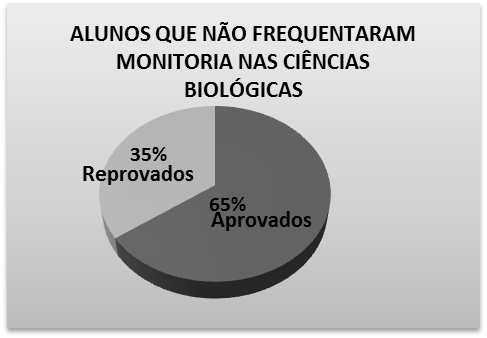 ALUNOS QUE NÃO FREQUENTARAM
MONITORIA NAS CIÊNCIAS
BIOLÓGICAS
35%
Reprovados
65%
Aprovados